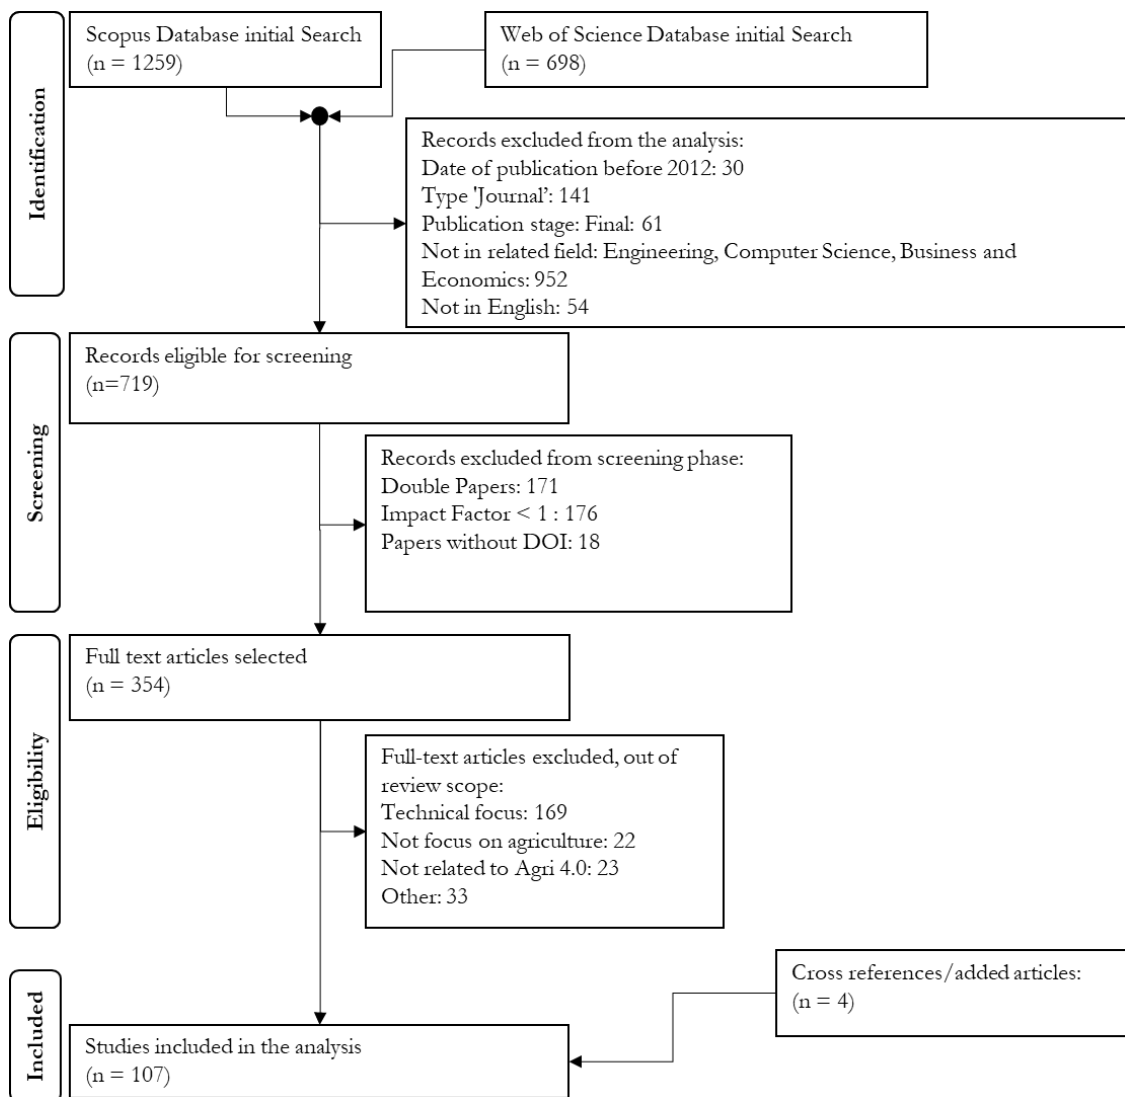 Identification
Scopus Database initial Search
(n = 1259)
Web of Science Database initial Search
(n = 698)
Records excluded from the analysis:
Date of publication before 2012: 30
Type 'Journal’: 141
Publication stage: Final: 61
Not in related field: Engineering, Computer Science, Business and
Economics: 952
Not in English: 54
Screening
Records eligible for screening
(n=719)
Records excluded from screening phase:
Double Papers: 171
Impact Factor < 1 : 176
Papers without DOI: 18
Eligibility
Full text articles selected
(n = 354)
Full-text articles excluded, out of
review scope:
Technical focus: 169
Not focus on agriculture: 22
Not related to Agri 4.0: 23
Other: 33
Included
Cross references/added articles:
(n = 4)
Studies included in the analysis
(n = 107)